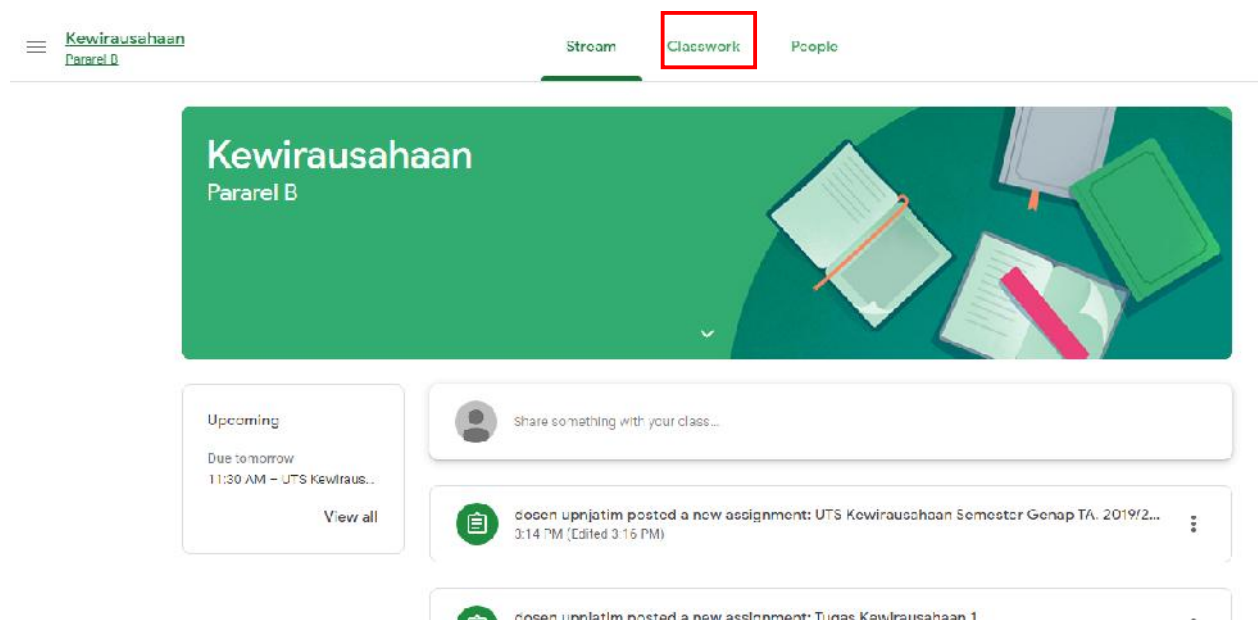 Kewirausahaan
Pararel B
Stream Classwork People
Kewirausahaan
Pararel B
Upcoming
Due tomorrow
11:30 AM – UTS Kewiraus...
View all
Share something with your class...
dosen upnjatim posted a new assignment: UTS Kewirausahaan Semester Genap TA. 2019/2...
3:14 PM (Edited 3:16 PM)
dosen upnjatim posted a new assignment: Tugas Kewirausahaan 1